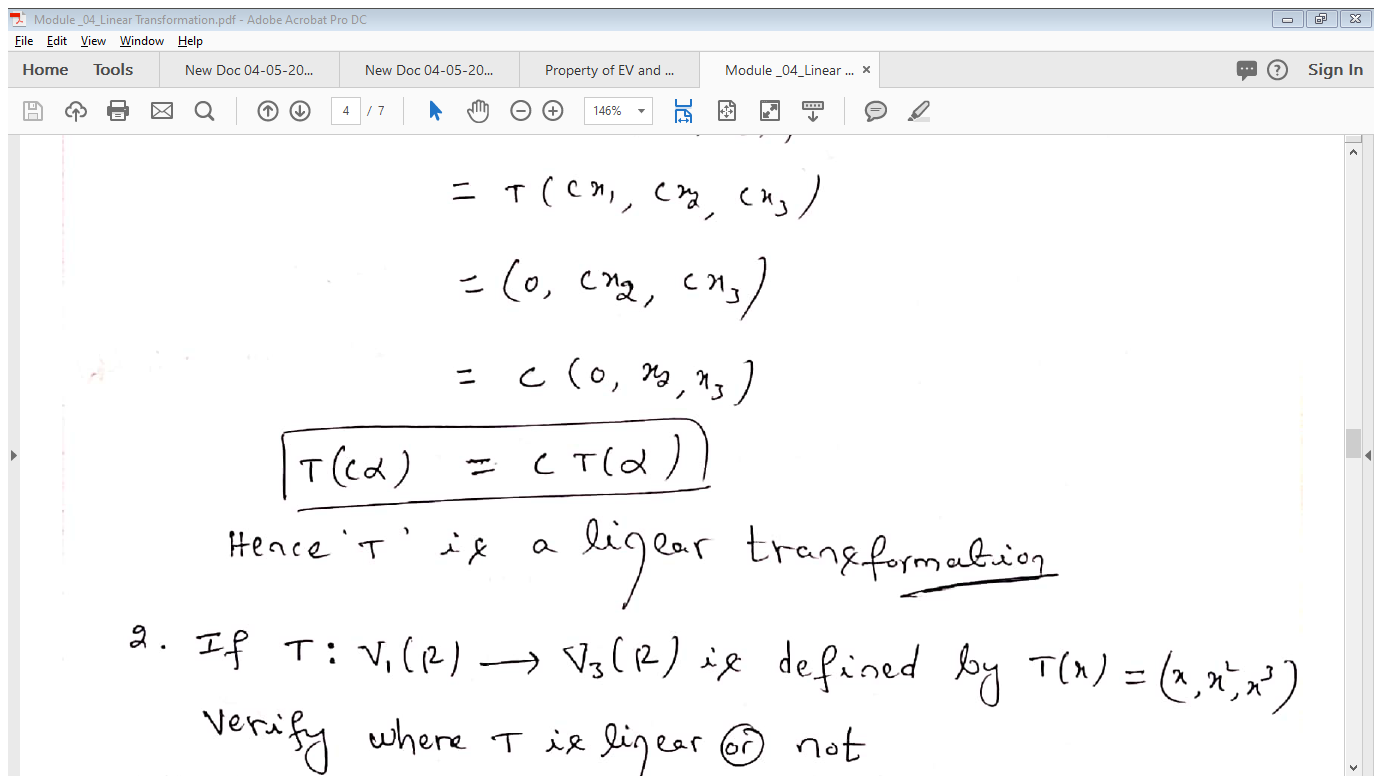 Module _04_Linear Transformation.pdf - Adobe Acrobat Pro DC
File Edit View Window Help
Home Tools New Doc 04-05-20... New Doc 04-05-20... Property of EV and ... Module _04_Linear ... × Sign In
4 / 7 146%
= T(cx₁, cx₂, cx₃)
= (0, cx₂, cx₃)
= c (0, x₂, x₃)
T(cα) = c T(α)
Hence 'T' is a linear transformation
2. If T: V₁(R) → V₃(R) is defined by T(x) = (x, x², x³)
Verify where T is linear or not